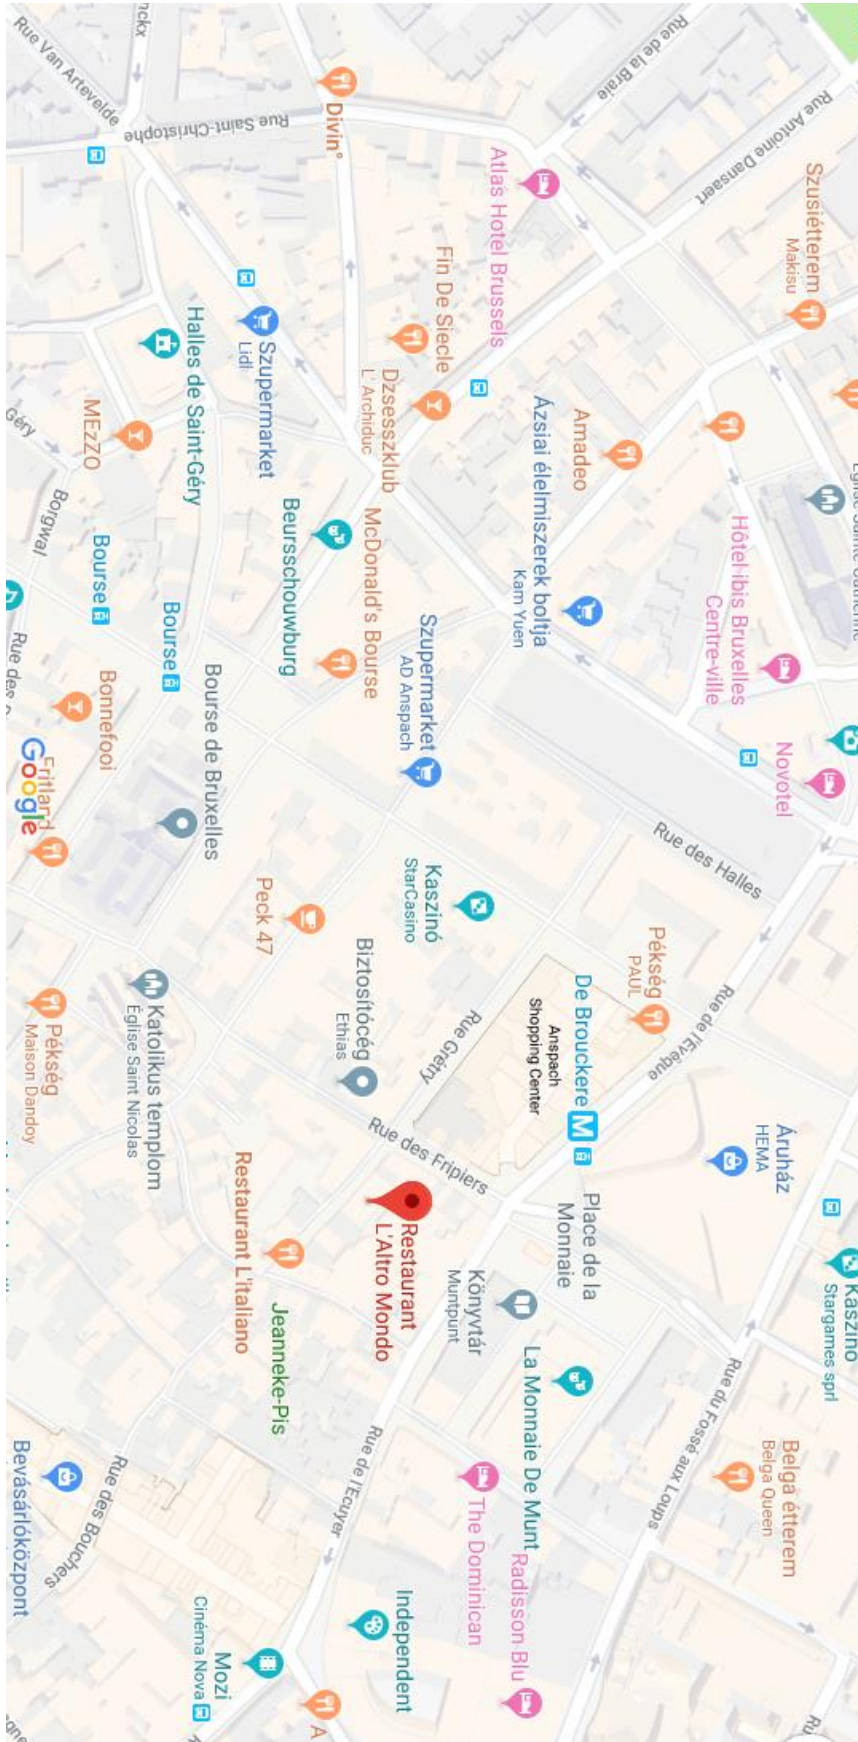 Rue Van Artevelde
Rue Saint-Christophe
Divin°
Rue de la Braie
Rue Antoine Dansaert
Atlas Hotel Brussels
Szusiétterem
Makisu
Fin De Siecle
Dzsesszklub
L' Archiduc
Szupermarket
Lidl
Halles de Saint-Géry
MEzZO
Géry
Borgwal
Amadeo
Ázsiai élelmiszerek boltja
Kam Yuen
Beursschouwburg
McDonald's Bourse
Hôtel ibis Bruxelles
Centre-ville
Novotel
Bourse
Bourse
Rue des
Bonnefooi
Bourse de Bruxelles
Szupermarket
AD Anspach
Fritland
Google
Rue des Halles
Kaszinó
StarCasino
Peck 47
Pékség
PAUL
Biztosítócég
Ethias
Rue Grétry
De Brouckere
M
Anspach
Shopping Center
Rue de l'Evêque
Pékség
Maison Dandoy
Katolikus templom
Église Saint Nicolas
Rue des Fripiers
Áruház
HEMA
Restaurant
L'Altro Mondo
Restaurant L'italiano
Jeanneke-Pis
Place de la
Monnaie
Könyvtár
Muntpunt
La Monnaie De Munt
Kaszinó
Stargames sprl
Rue du Fossé aux Loups
Belga étterem
Belga Queen
Rue de l'Ecuyer
The Dominican
Radisson Blu
Rue des Bouchers
Bevásárlóközpont
Independent
Mozi
Cinéma Nova
A